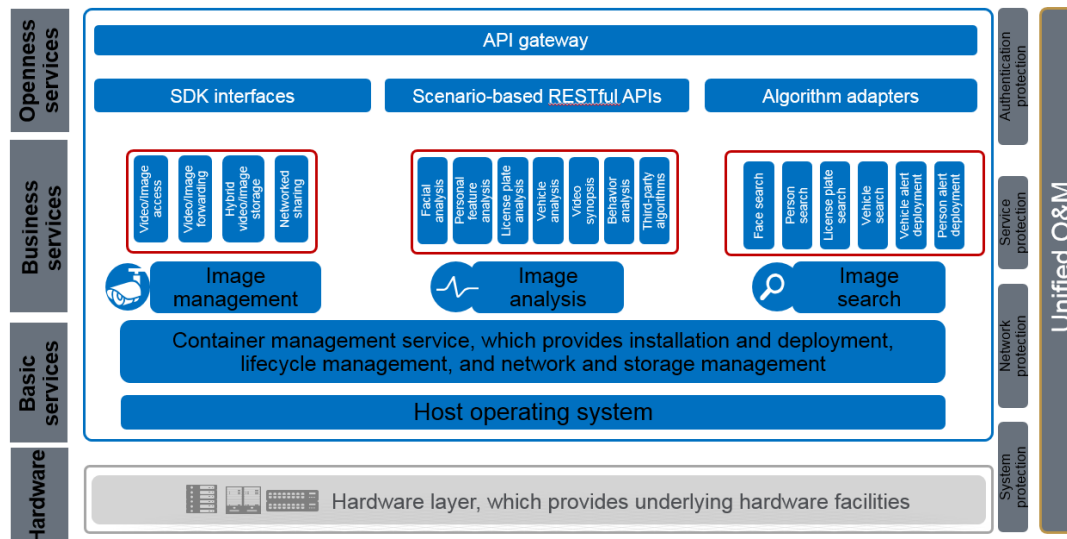 Openness
services
API gateway
SDK interfaces
Scenario-based RESTful APIs
Algorithm adapters
Business
services
Video/Image
access
Video/Image
forwarding
Hybrid
video/image
storage
Networked
sharing
Facial
analysis
Personal
feature
analysis
License plate
analysis
Vehicle
analysis
Video
synopsis
Behavior
analysis
Third-party
algorithms
Face search
Person
search
License plate
search
Vehicle
search
Vehicle alert
deployment
Person alert
deployment
Image
management
Image
analysis
Image
search
Basic
services
Container management service, which provides installation and deployment,
lifecycle management, and network and storage management
Host operating system
Hardware
Hardware layer, which provides underlying hardware facilities
Authentication
protection
Service
protection
Network
protection
System
protection
Unified O&M